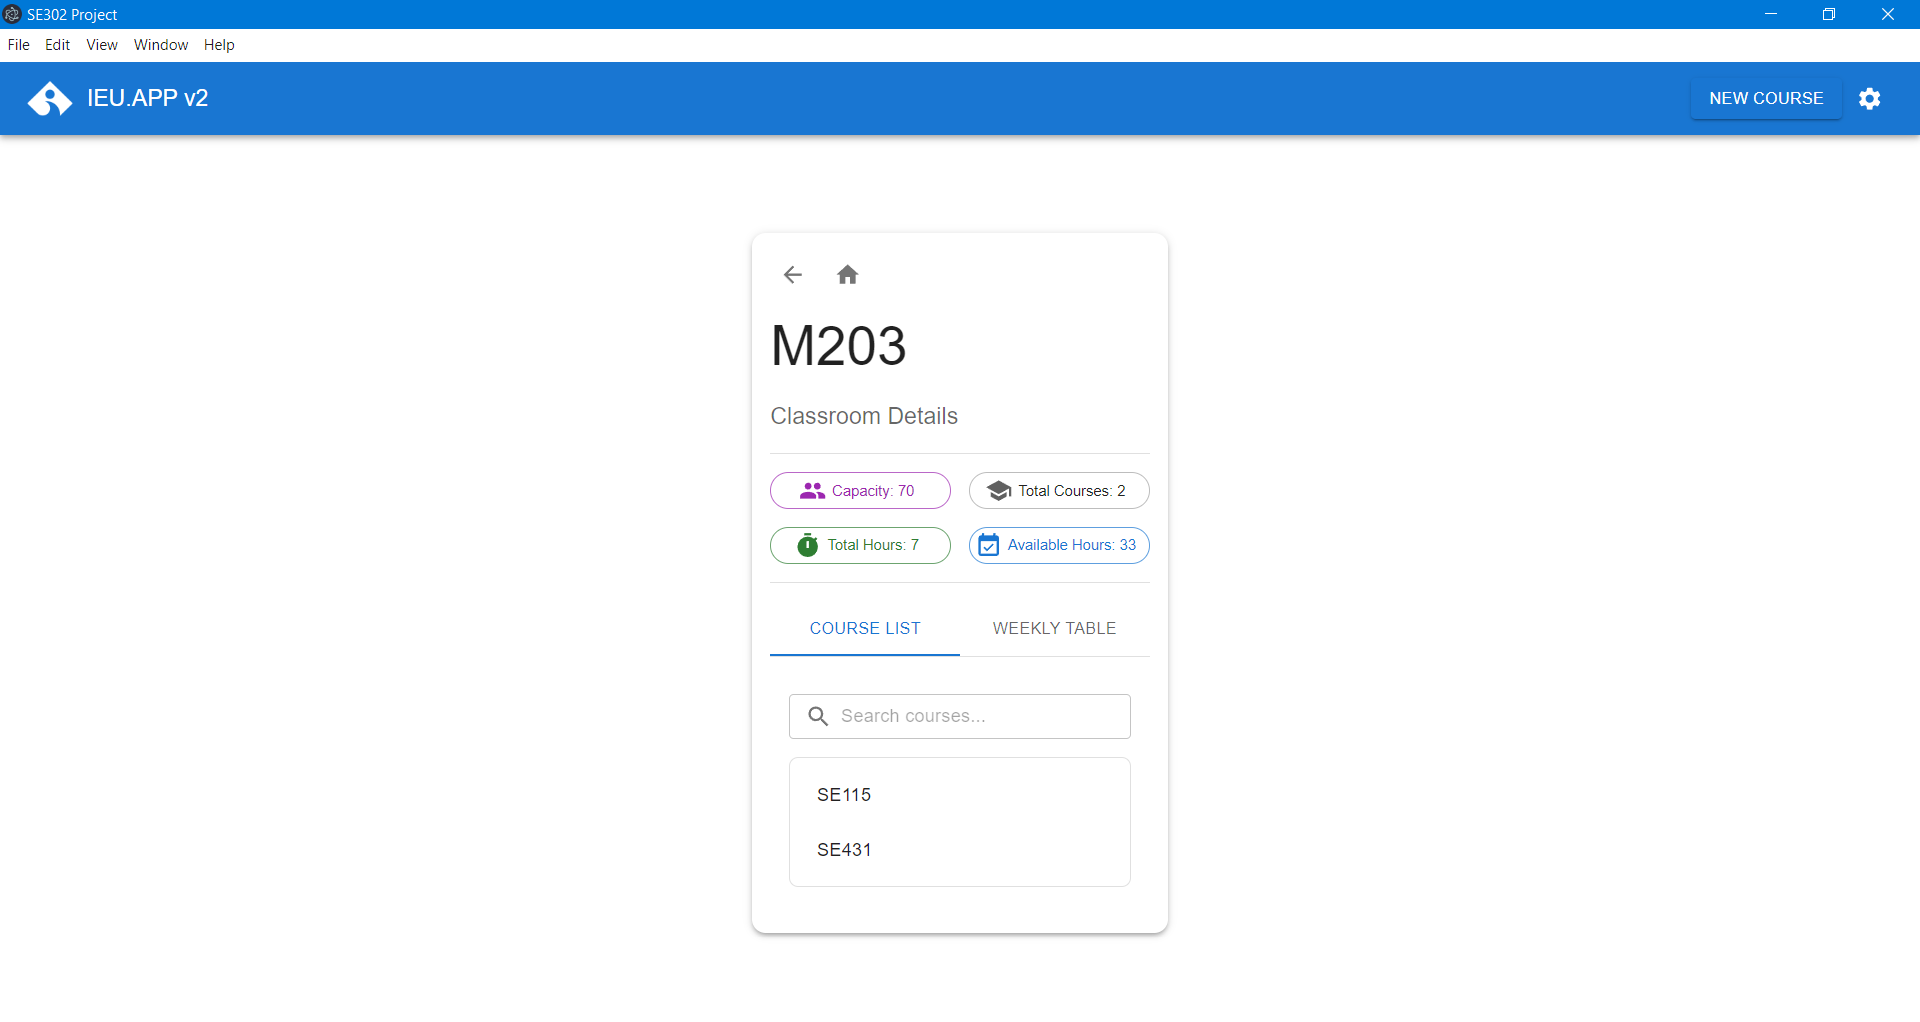 SE302 Project
File Edit View Window Help
IEU.APP v2
NEW COURSE
M203
Classroom Details
Capacity: 70
Total Courses: 2
Total Hours: 7
Available Hours: 33
COURSE LIST
WEEKLY TABLE
Search courses...
SE115
SE431